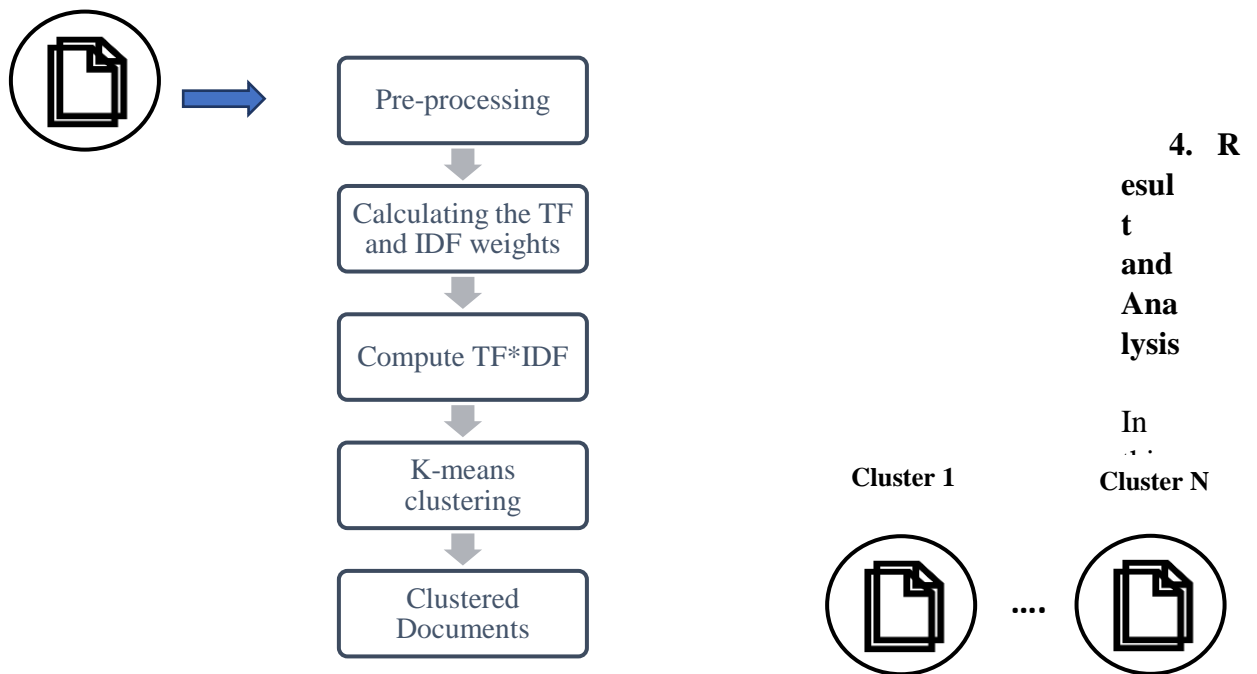 Pre-processing
Calculating the TF
and IDF weights
Compute TF*IDF
K-means
clustering
Clustered
Documents
4. R
esul
t
and
Ana
lysis
In
Cluster 1
Cluster N
....